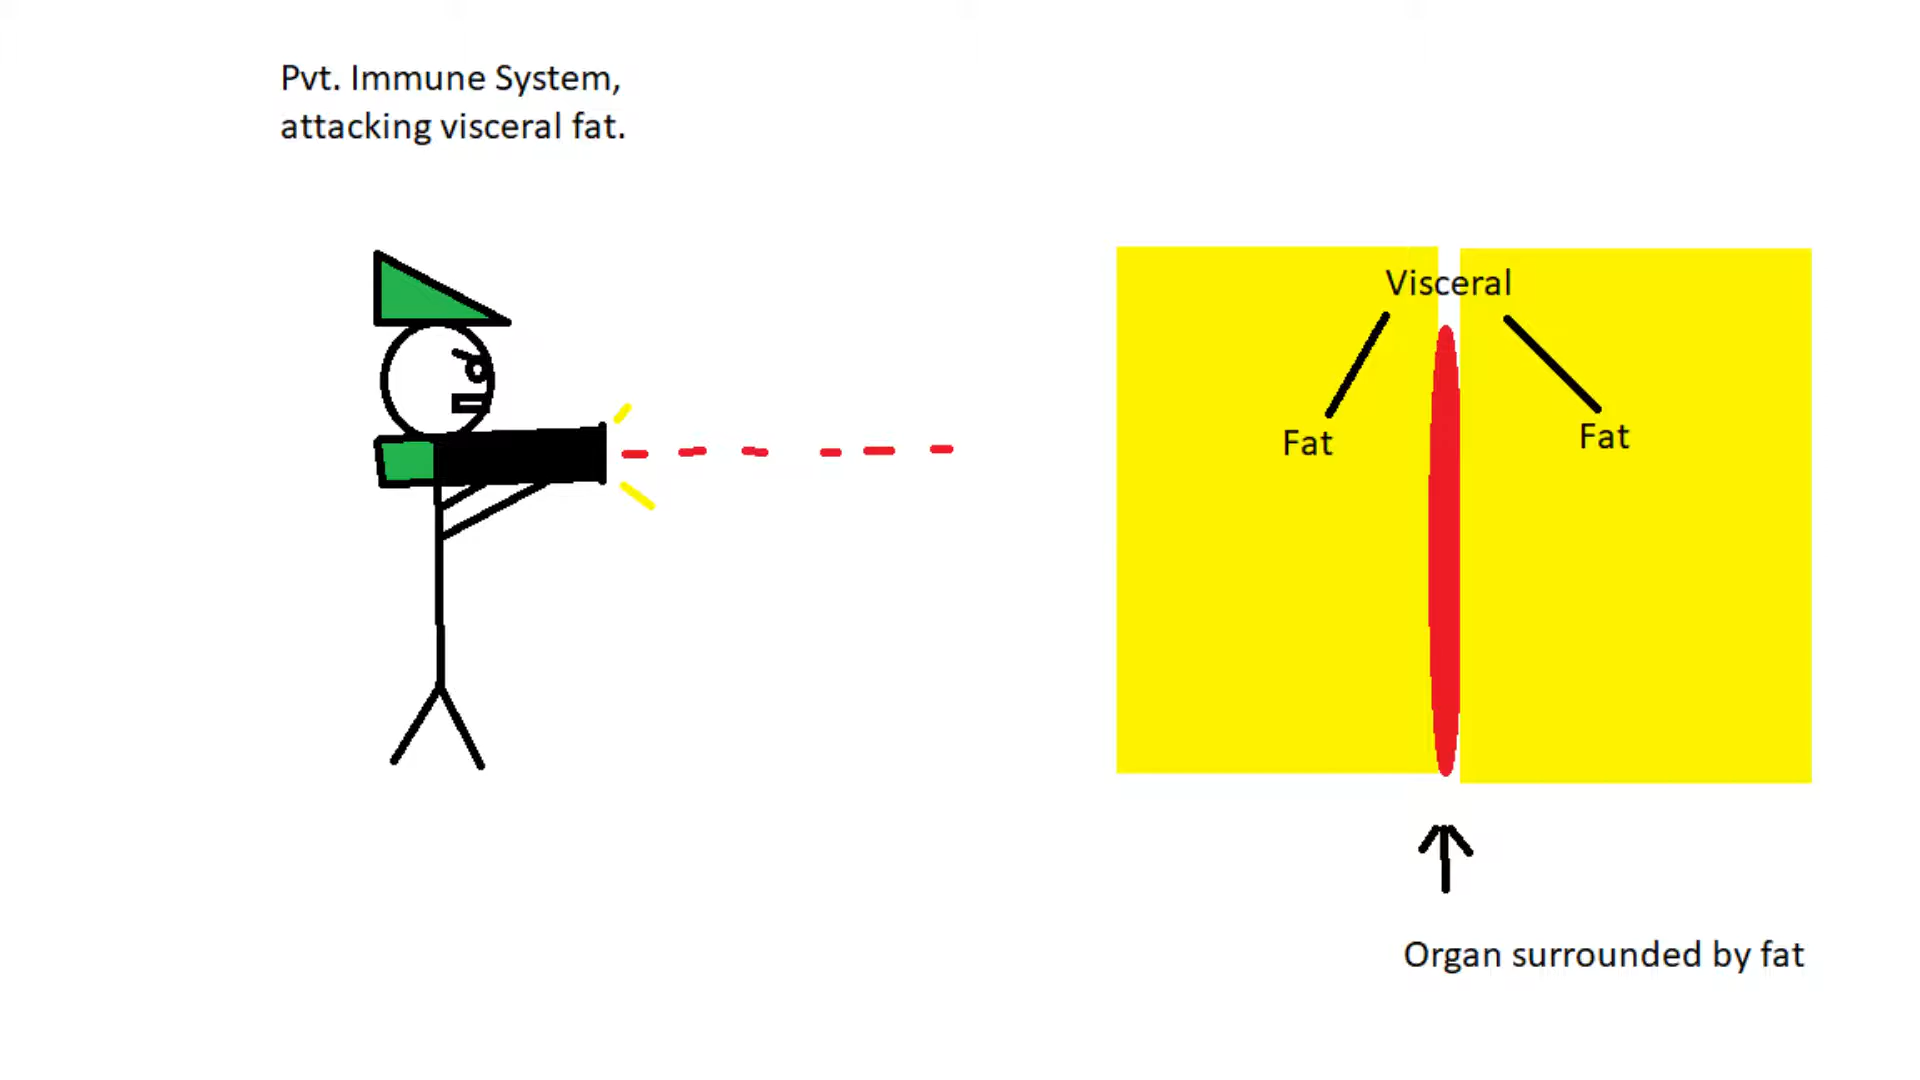 Pvt. Immune System,
attacking visceral fat.
Visceral
Fat
Fat
Organ surrounded by fat